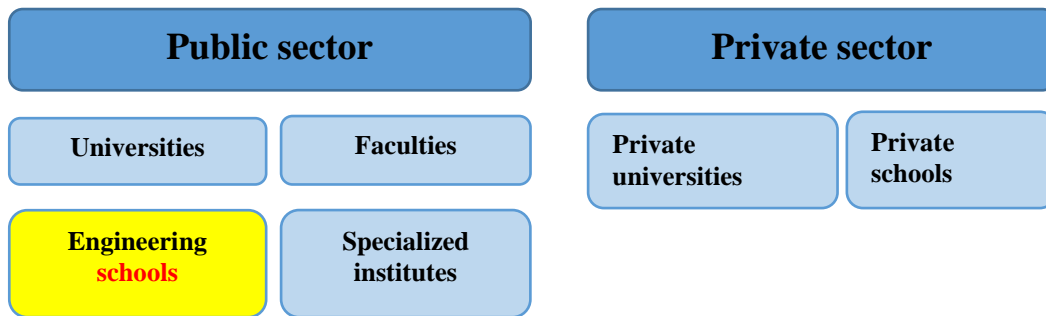 Public sector
Private sector
Universities
Faculties
Private
universities
Private
schools
Engineering
schools
Specialized
institutes